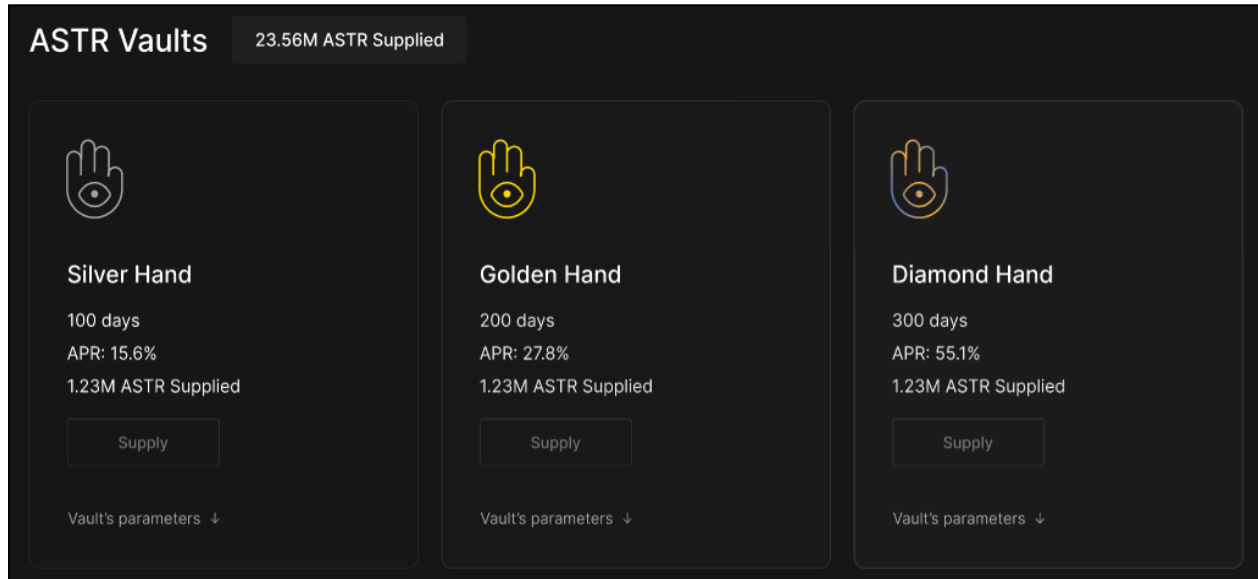 ASTR Vaults
23.56M ASTR Supplied
Silver Hand
100 days
APR: 15.6%
1.23M ASTR Supplied
Supply
Vault's parameters ↓
Golden Hand
200 days
APR: 27.8%
1.23M ASTR Supplied
Supply
Vault's parameters ↓
Diamond Hand
300 days
APR: 55.1%
1.23M ASTR Supplied
Supply
Vault's parameters ↓